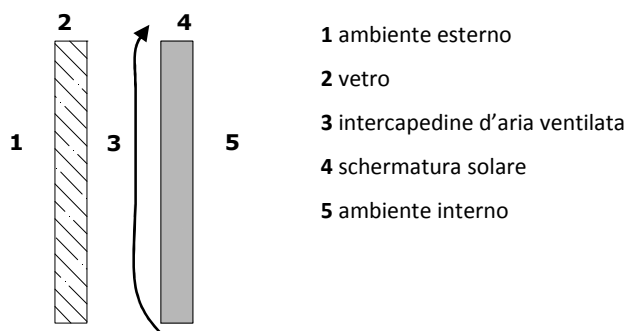 2
4
1
3
5
1 ambiente esterno
2 vetro
3 intercapedine d’aria ventilata
4 schermatura solare
5 ambiente interno